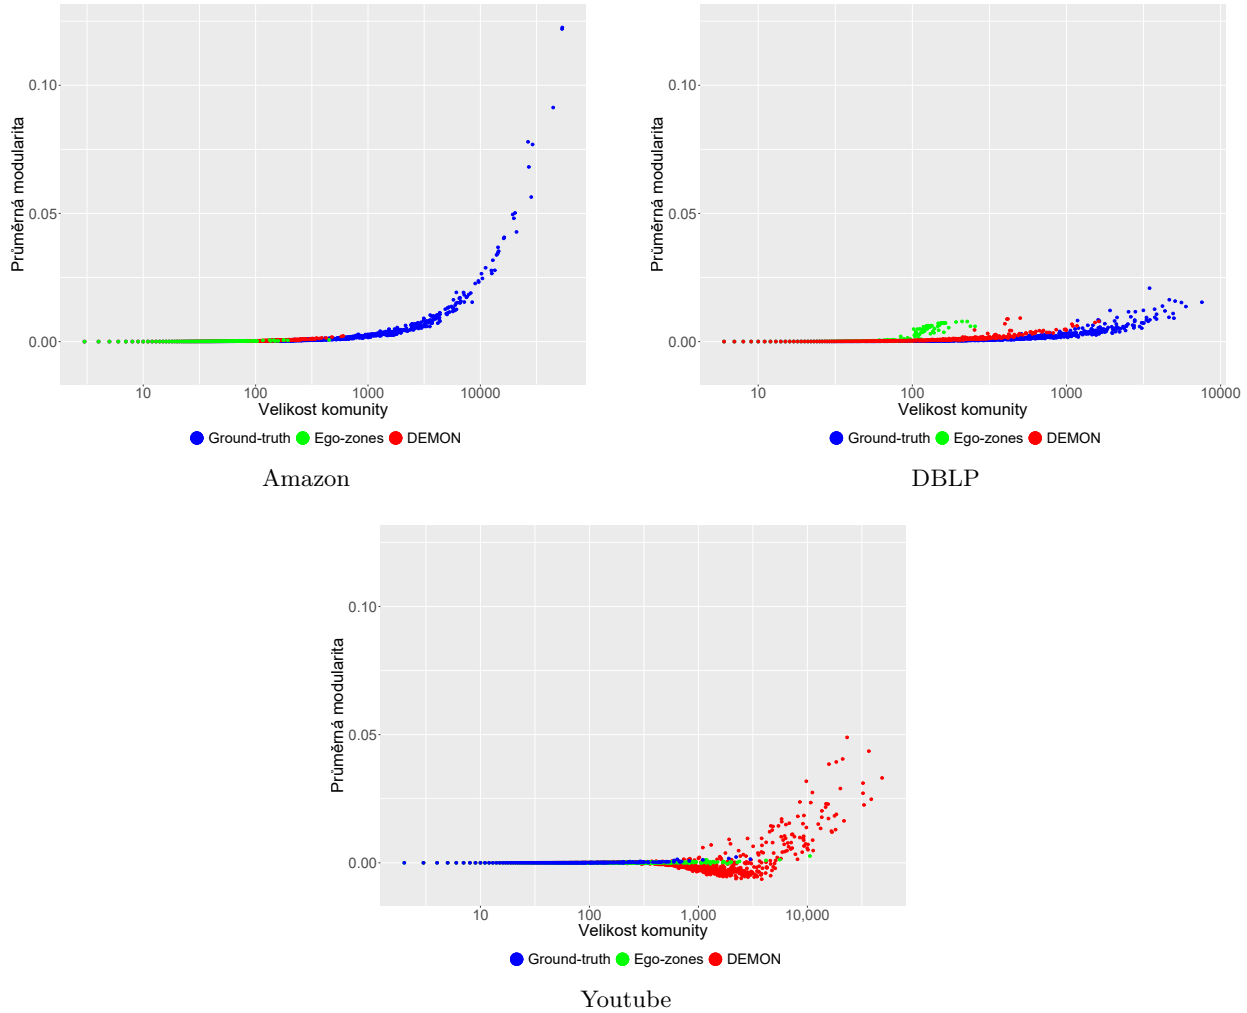 0.10
0.05
0.00
Průměrná modularita
10 100 1000 10000
Velikost komunity
Ground-truth Ego-zones DEMON
Amazon
0.10
0.05
0.00
Průměrná modularita
10 100 1000 10000
Velikost komunity
Ground-truth Ego-zones DEMON
DBLP
0.10
0.05
0.00
Průměrná modularita
10 100 1,000 10,000
Velikost komunity
Ground-truth Ego-zones DEMON
Youtube